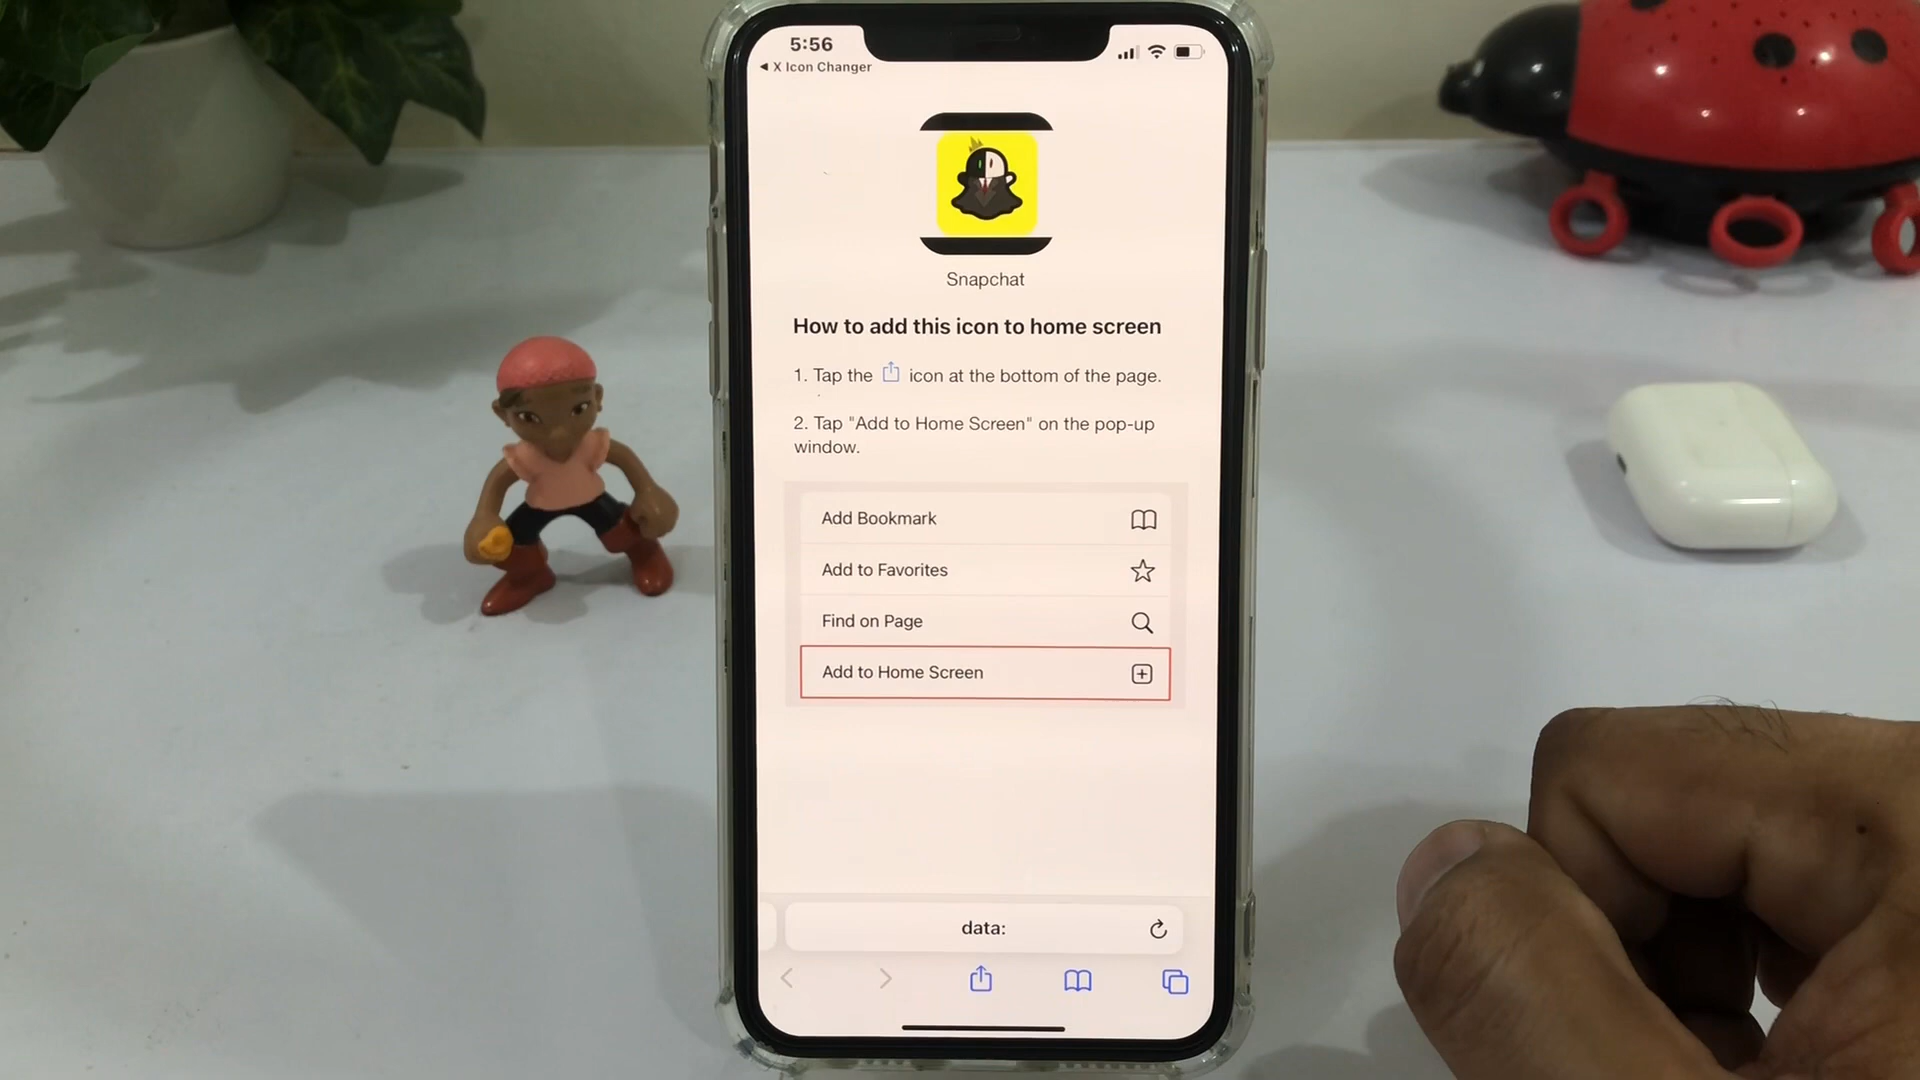 5:56
◀ X Icon Changer
Snapchat
How to add this icon to home screen
1. Tap the icon at the bottom of the page.
2. Tap "Add to Home Screen" on the pop-up
window.
Add Bookmark
Add to Favorites
Find on Page
Add to Home Screen
data: